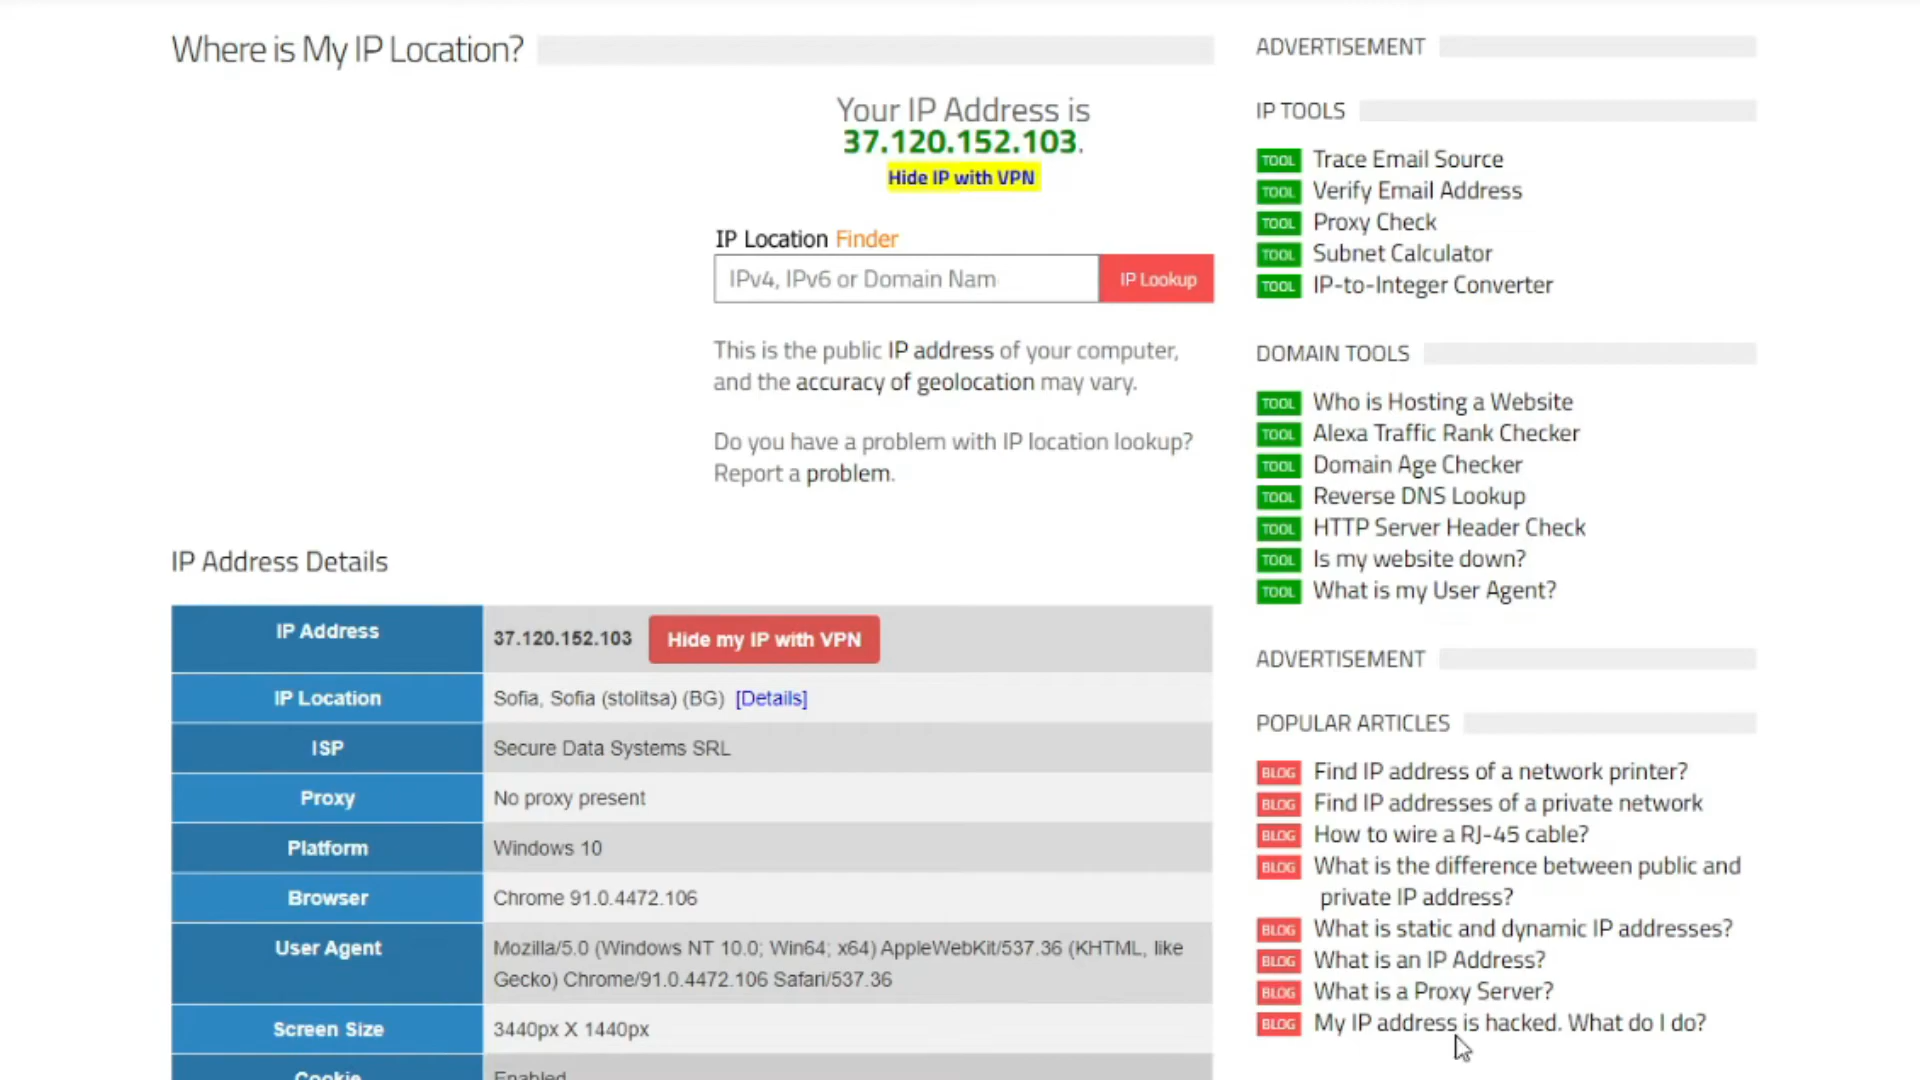 Where is My IP Location?
Your IP Address is
37.120.152.103.
Hide IP with VPN
IP Location Finder
IPv4, IPv6 or Domain Nam
IP Lookup
This is the public IP address of your computer,
and the accuracy of geolocation may vary.
Do you have a problem with IP location lookup?
Report a problem.
IP Address Details
IP Address 37.120.152.103 Hide my IP with VPN
IP Location Sofia, Sofia (stolitsa) (BG) [Details]
ISP Secure Data Systems SRL
Proxy No proxy present
Platform Windows 10
Browser Chrome 91.0.4472.106
User Agent Mozilla/5.0 (Windows NT 10.0; Win64; x64) AppleWebKit/537.36 (KHTML, like
Gecko) Chrome/91.0.4472.106 Safari/537.36
Screen Size 3440px X 1440px
Cookie Enabled
ADVERTISEMENT
IP TOOLS
TOOL Trace Email Source
TOOL Verify Email Address
TOOL Proxy Check
TOOL Subnet Calculator
TOOL IP-to-Integer Converter
DOMAIN TOOLS
TOOL Who is Hosting a Website
TOOL Alexa Traffic Rank Checker
TOOL Domain Age Checker
TOOL Reverse DNS Lookup
TOOL HTTP Server Header Check
TOOL Is my website down?
TOOL What is my User Agent?
ADVERTISEMENT
POPULAR ARTICLES
BLOG Find IP address of a network printer?
BLOG Find IP addresses of a private network
BLOG How to wire a RJ-45 cable?
BLOG What is the difference between public and
private IP address?
BLOG What is static and dynamic IP addresses?
BLOG What is an IP Address?
BLOG What is a Proxy Server?
BLOG My IP address is hacked. What do I do?